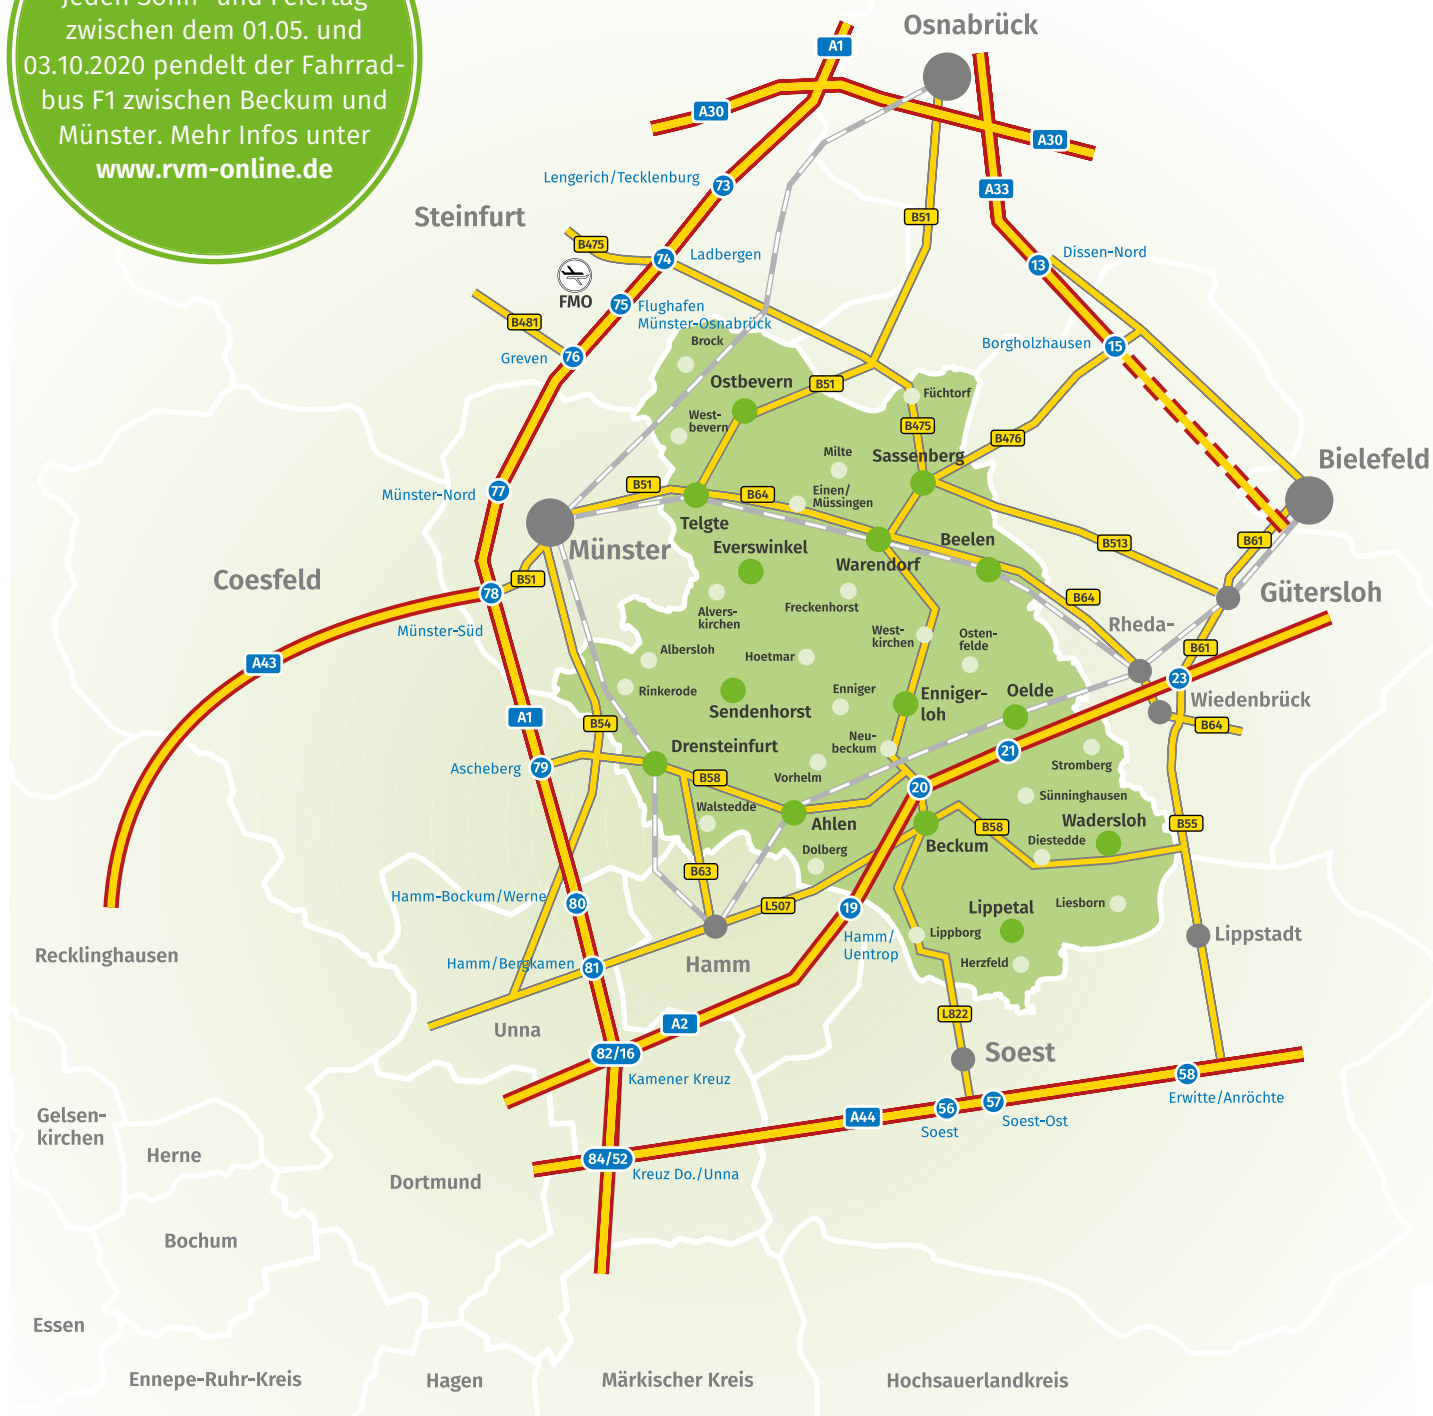 Jeden Sonn- und Feiertag
zwischen dem 01.05. und
03.10.2020 pendelt der Fahrrad-
bus F1 zwischen Beckum und
Münster. Mehr Infos unter
www.rvm-online.de
Osnabrück
A1
A30
A30
A33
Lengerich/Tecklenburg
73
Steinfurt
B51
B475
74
Ladbergen
13
Dissen-Nord
FMO
75
Flughafen
Münster-Osnabrück
B481
Greven
76
Brock
Borgholzhausen
15
Ostbevern
B51
Füchtorf
West-
bevern
B475
B476
Milte
Sassenberg
Bielefeld
Münster-Nord
77
B51
B64
Einen/
Müssingen
Telgte
Münster
Everswinkel
Warendorf
Beelen
B513
B61
Coesfeld
B51
78
Münster-Süd
Alvers-
kirchen
Freckenhorst
B64
Gütersloh
Rheda-
West-
kirchen
Osten-
felde
B61
A43
Albersloh
Hoetmar
23
Rinkerode
Enniger
Enniger-
loh
Oelde
Wiedenbrück
Sendenhorst
A1
B54
B64
Neu-
beckum
21
Drensteinfurt
Ascheberg
79
B58
Vorhelm
Stromberg
20
Sünninghausen
Walstedde
Ahlen
B58
Wadersloh
B55
Beckum
Diestedde
Dolberg
B63
Hamm-Bockum/Werne
80
L507
19
Lippetal
Liesborn
Hamm/
Uentrop
Lippborg
Lippstadt
Recklinghausen
Hamm/Bergkamen
81
Hamm
Herzfeld
Unna
A2
L822
82/16
Kamener Kreuz
Soest
58
Erwitte/Anröchte
Gelsen-
kirchen
A44
56
Soest
57
Soest-Ost
Herne
84/52
Kreuz Do./Unna
Dortmund
Bochum
Essen
Ennepe-Ruhr-Kreis
Hagen
Märkischer Kreis
Hochsauerlandkreis